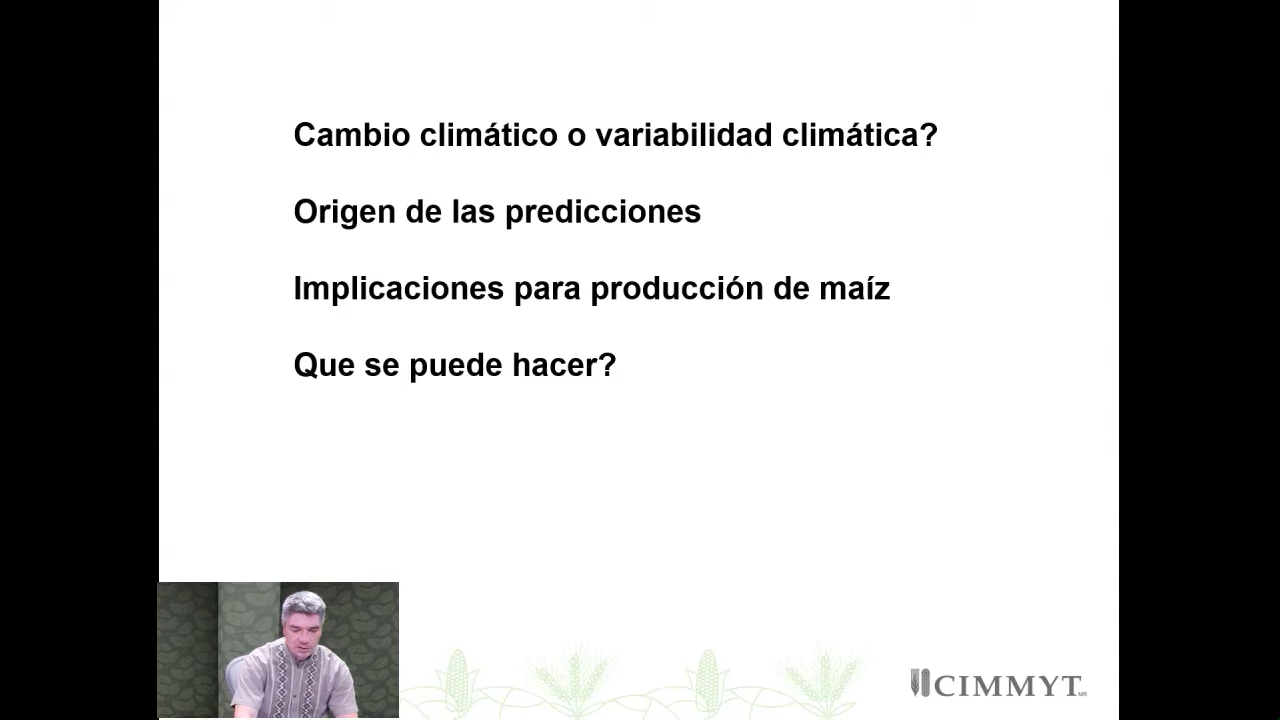 Cambio climático o variabilidad climática?
Origen de las predicciones
Implicaciones para producción de maíz
Que se puede hacer?
CIMMYT